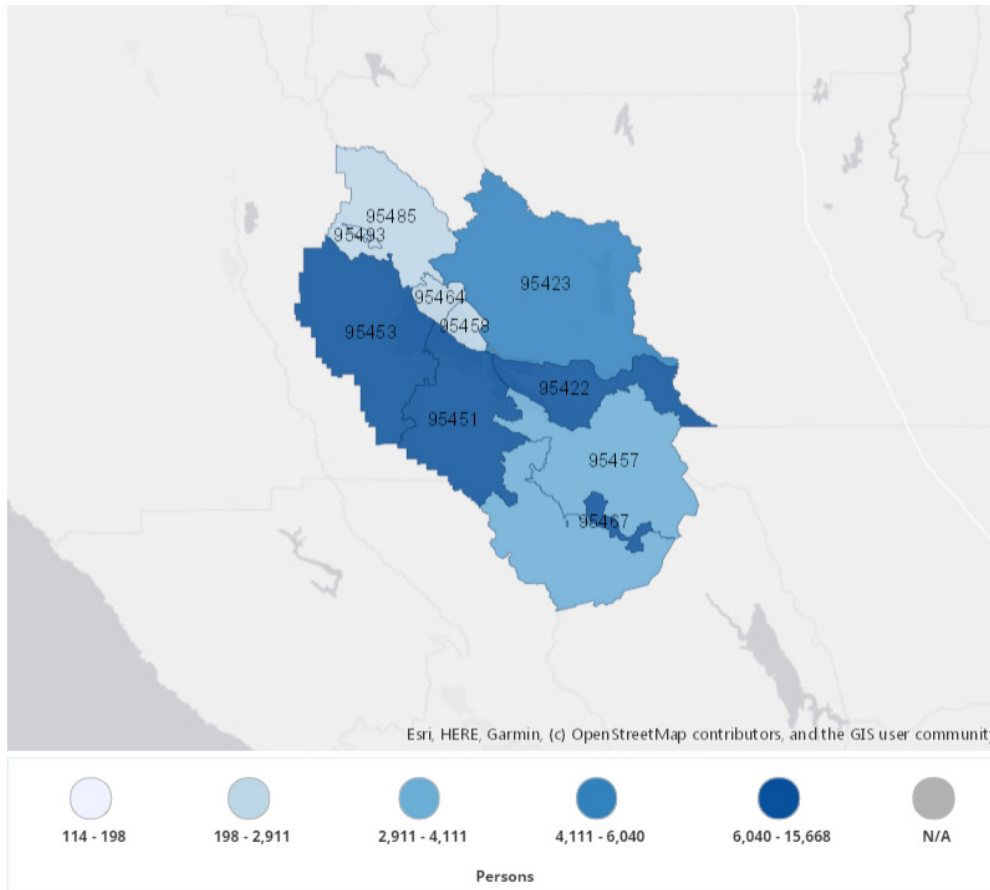 95485
95493
95423
95464
95458
95453
95422
95451
95457
95467
Esri, HERE, Garmin, (c) OpenStreetMap contributors, and the GIS user community
114 - 198
198 - 2,911
2,911 - 4,111
4,111 - 6,040
6,040 - 15,668
N/A
Persons